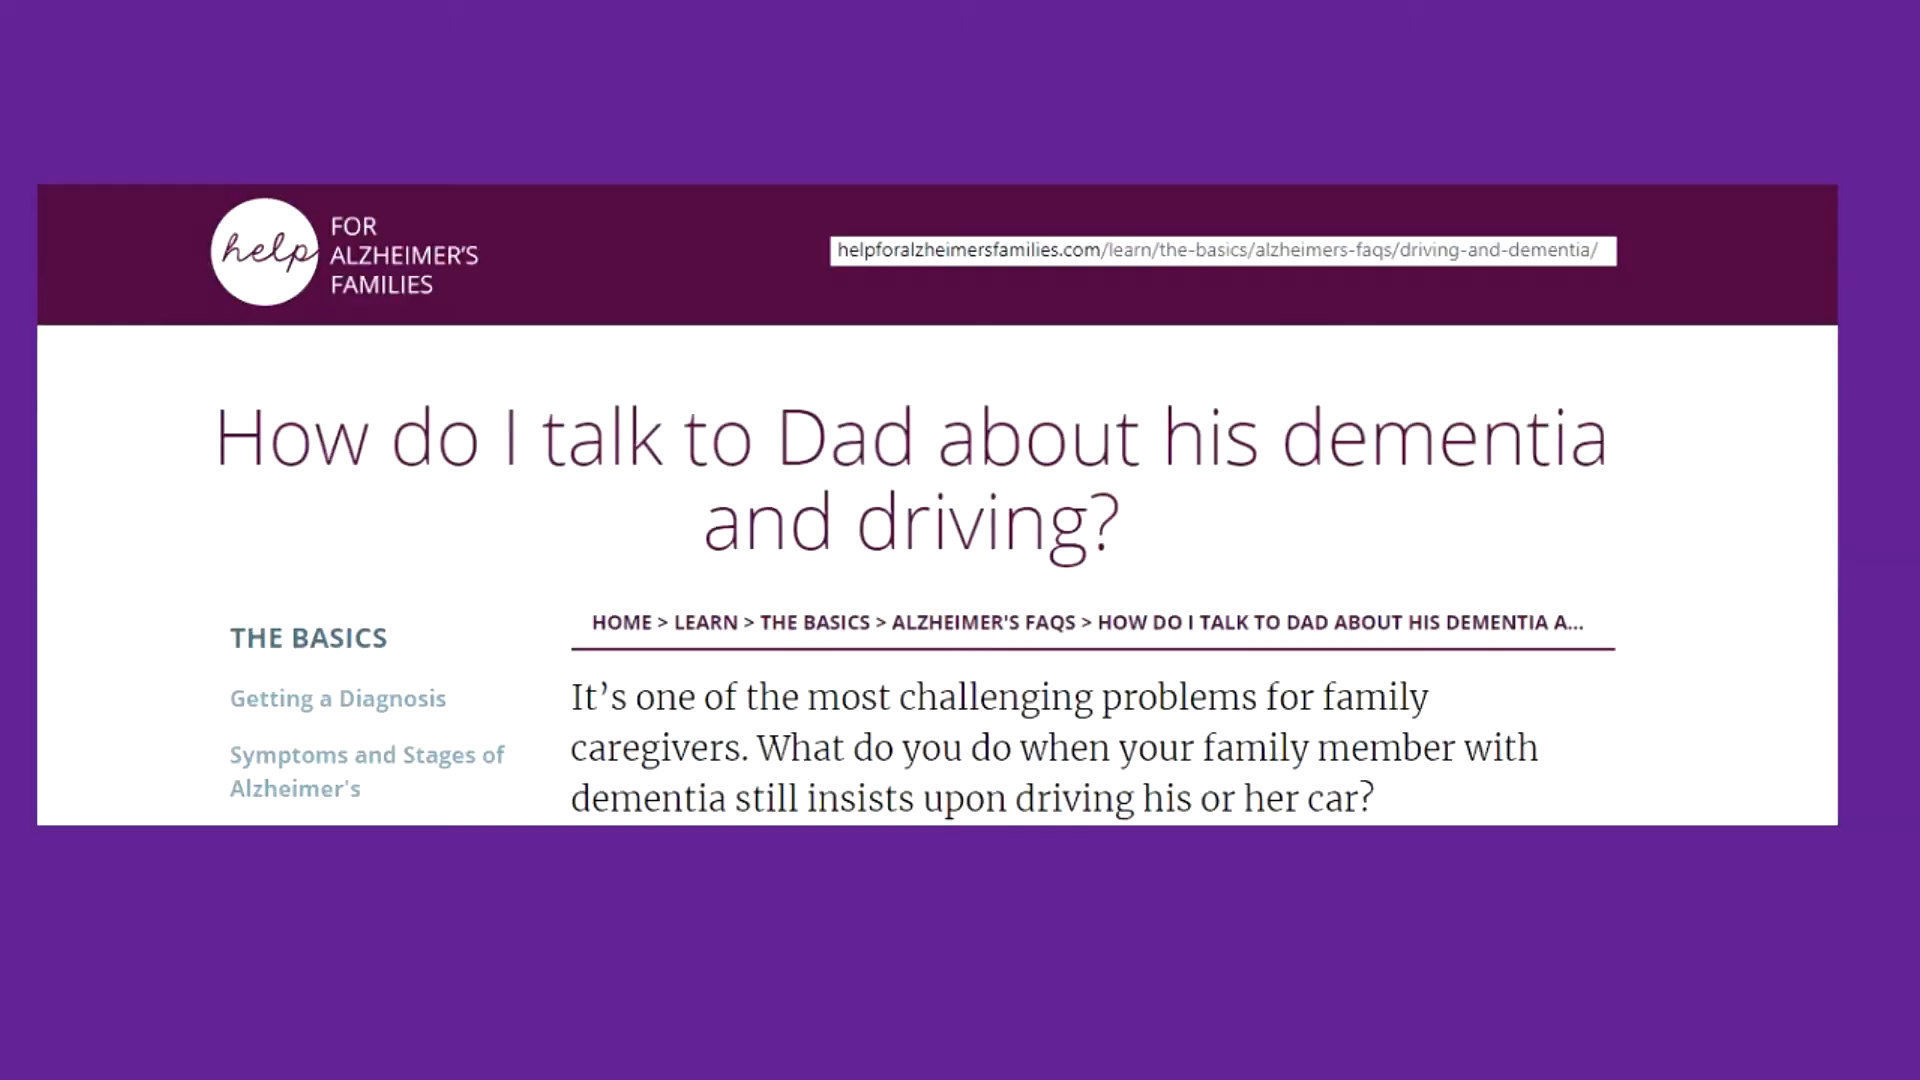 help
FOR
ALZHEIMER’S
FAMILIES
helpforalzheimersfamilies.com/learn/the-basics/alzheimers-faqs/driving-and-dementia/
How do I talk to Dad about his dementia
and driving?
THE BASICS
Getting a Diagnosis
Symptoms and Stages of
Alzheimer's
HOME > LEARN > THE BASICS > ALZHEIMER'S FAQS > HOW DO I TALK TO DAD ABOUT HIS DEMENTIA A...
It’s one of the most challenging problems for family
caregivers. What do you do when your family member with
dementia still insists upon driving his or her car?